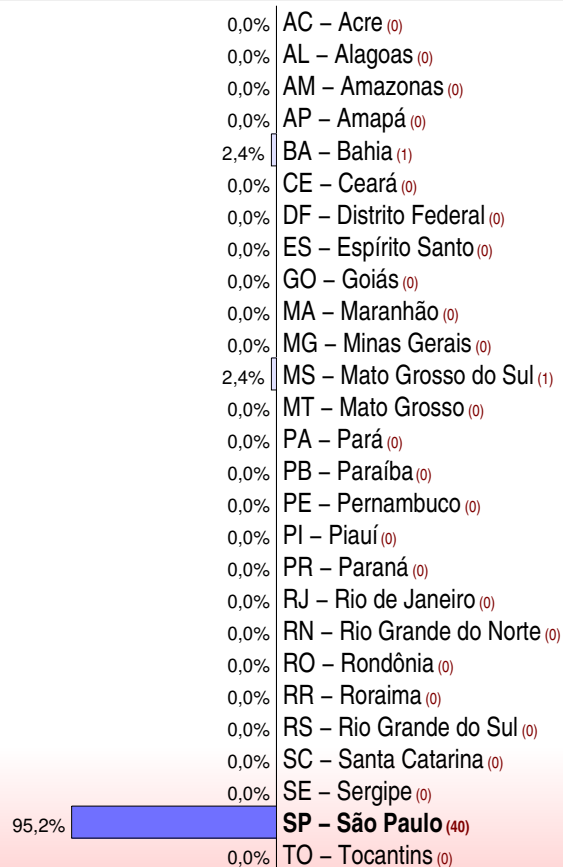 0,0% AC – Acre (0)
0,0% AL – Alagoas (0)
0,0% AM – Amazonas (0)
0,0% AP – Amapá (0)
2,4% BA – Bahia (1)
0,0% CE – Ceará (0)
0,0% DF – Distrito Federal (0)
0,0% ES – Espírito Santo (0)
0,0% GO – Goiás (0)
0,0% MA – Maranhão (0)
0,0% MG – Minas Gerais (0)
2,4% MS – Mato Grosso do Sul (1)
0,0% MT – Mato Grosso (0)
0,0% PA – Pará (0)
0,0% PB – Paraíba (0)
0,0% PE – Pernambuco (0)
0,0% PI – Piauí (0)
0,0% PR – Paraná (0)
0,0% RJ – Rio de Janeiro (0)
0,0% RN – Rio Grande do Norte (0)
0,0% RO – Rondônia (0)
0,0% RR – Roraima (0)
0,0% RS – Rio Grande do Sul (0)
0,0% SC – Santa Catarina (0)
0,0% SE – Sergipe (0)
95,2% SP – São Paulo (40)
0,0% TO – Tocantins (0)